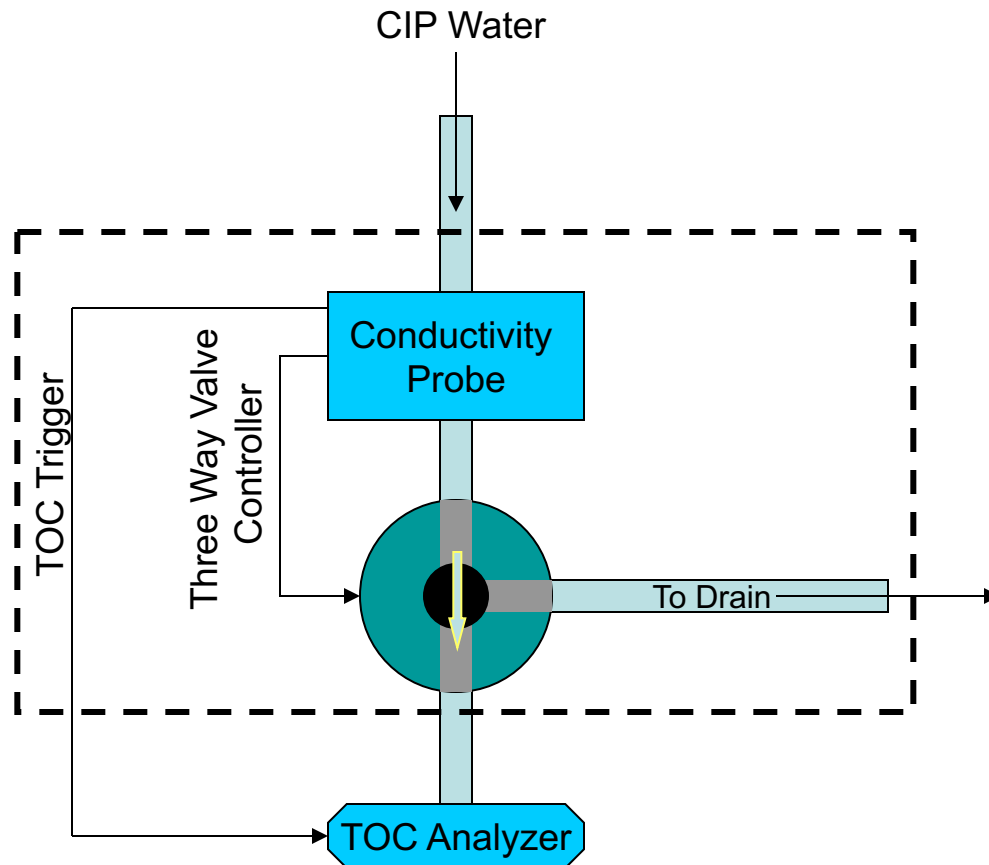 CIP Water
Conductivity
Probe
TOC Trigger
Three Way Valve
Controller
To Drain
TOC Analyzer